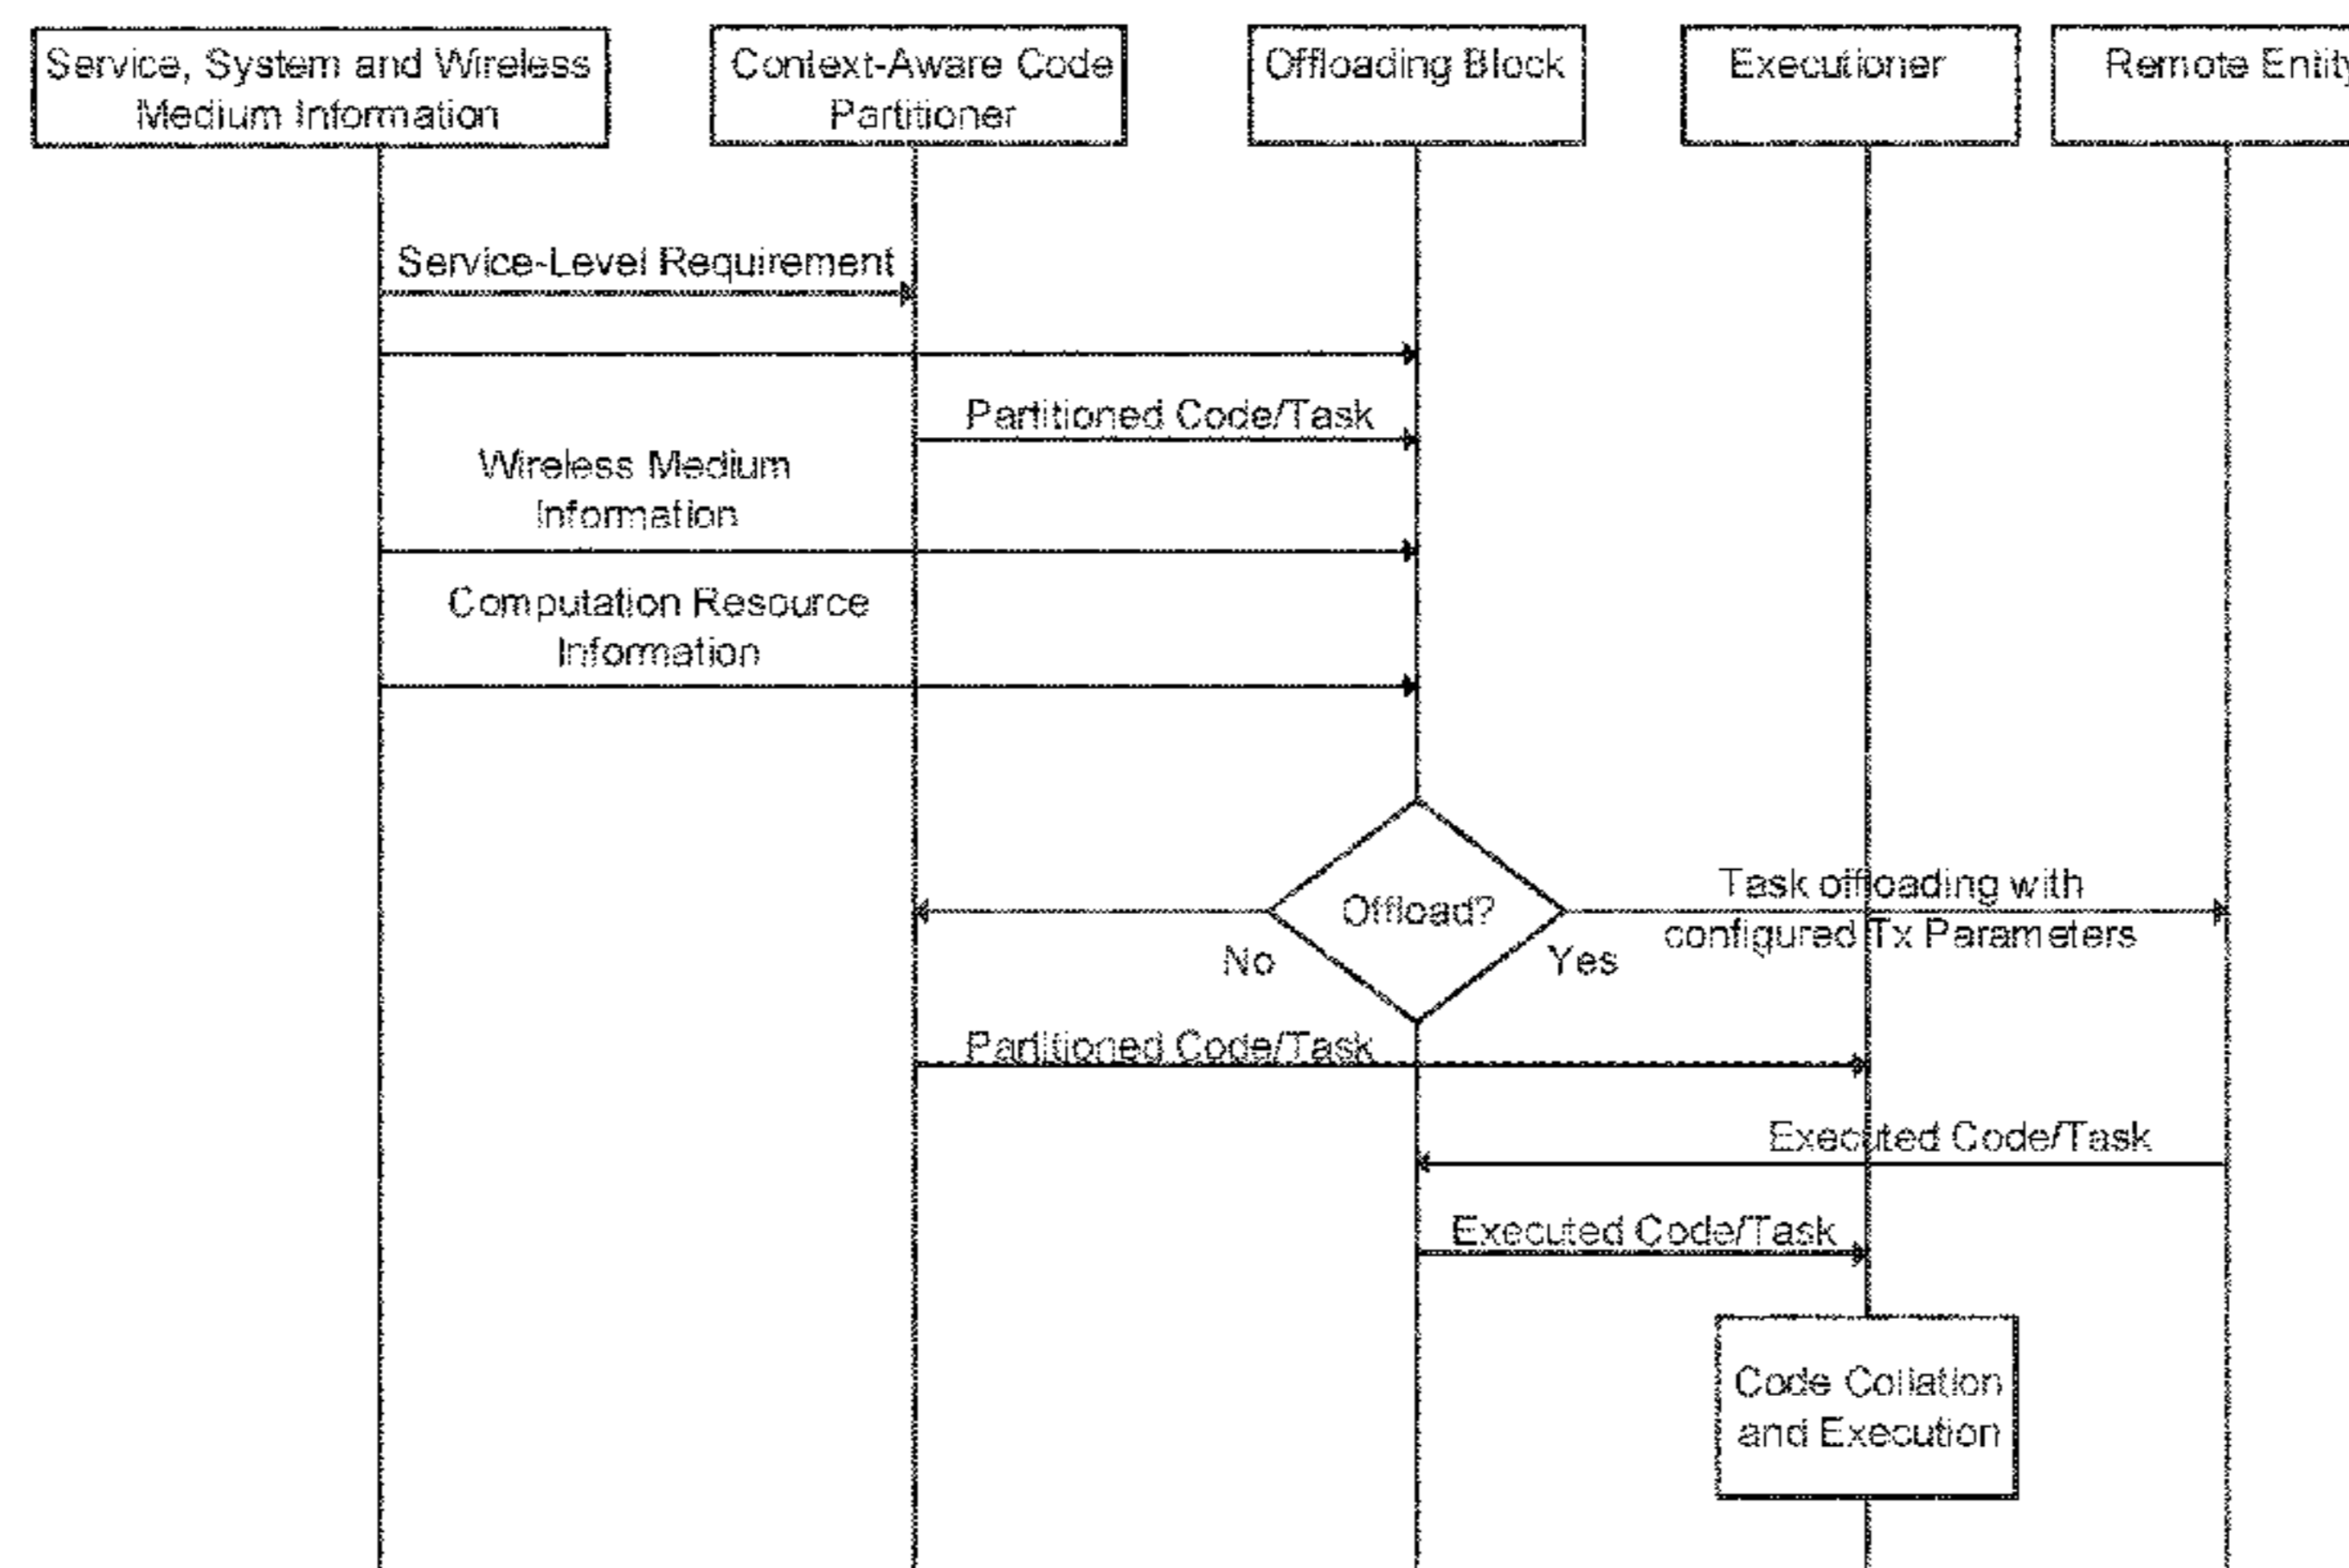 Service, System and Wireless
Medium Information
Context-Aware Code
Partitioner
Offloading Block
Executioner
Remote Entity
Service-Level Requirement
Partitioned Code/Task
Wireless Medium
Information
Computation Resource
Information
Offload?
No
Yes
Task offloading with
configured Tx Parameters
Partitioned Code/Task
Executed Code/Task
Executed Code/Task
Code Collation
and Execution